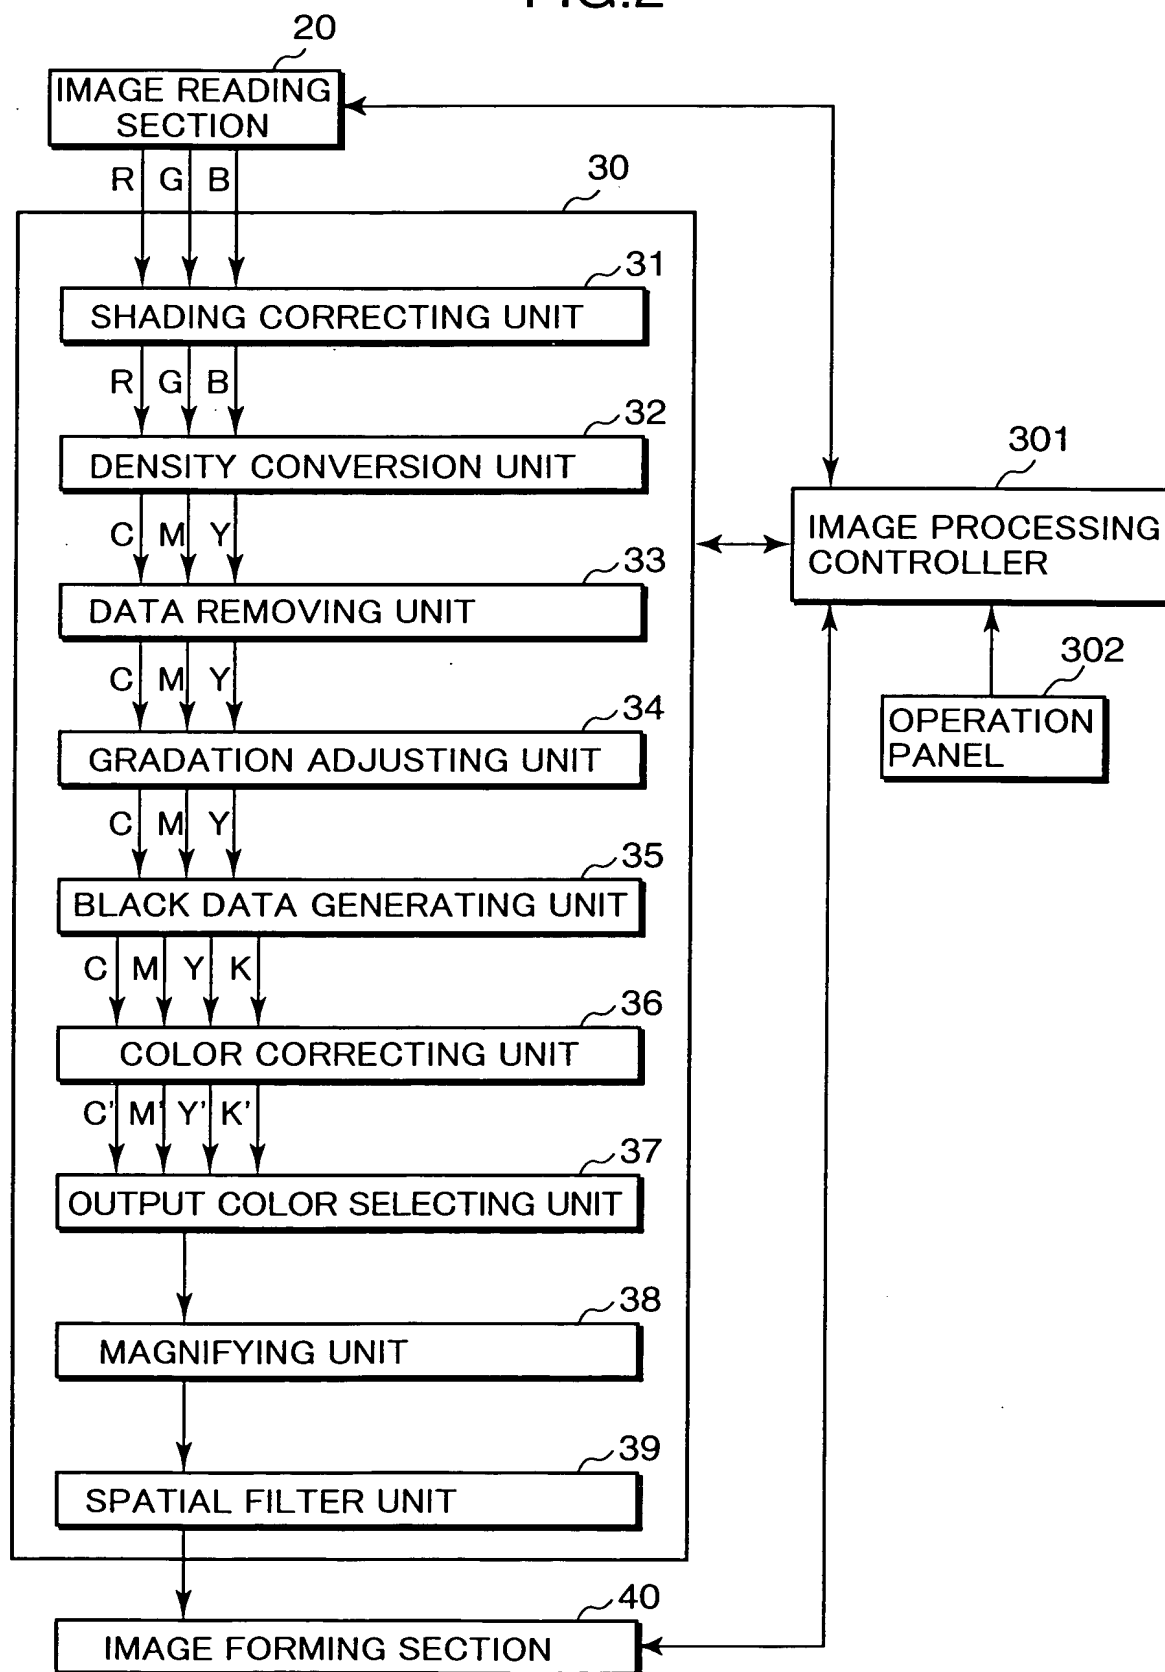 FIG.2
20
IMAGE READING
SECTION
R G B
30
31
SHADING CORRECTING UNIT
R G B
32
DENSITY CONVERSION UNIT
301
IMAGE PROCESSING
CONTROLLER
C M Y
33
DATA REMOVING UNIT
302
OPERATION
PANEL
C M Y
34
GRADATION ADJUSTING UNIT
C M Y
35
BLACK DATA GENERATING UNIT
C M Y K
36
COLOR CORRECTING UNIT
C' M' Y' K'
37
OUTPUT COLOR SELECTING UNIT
38
MAGNIFYING UNIT
39
SPATIAL FILTER UNIT
40
IMAGE FORMING SECTION